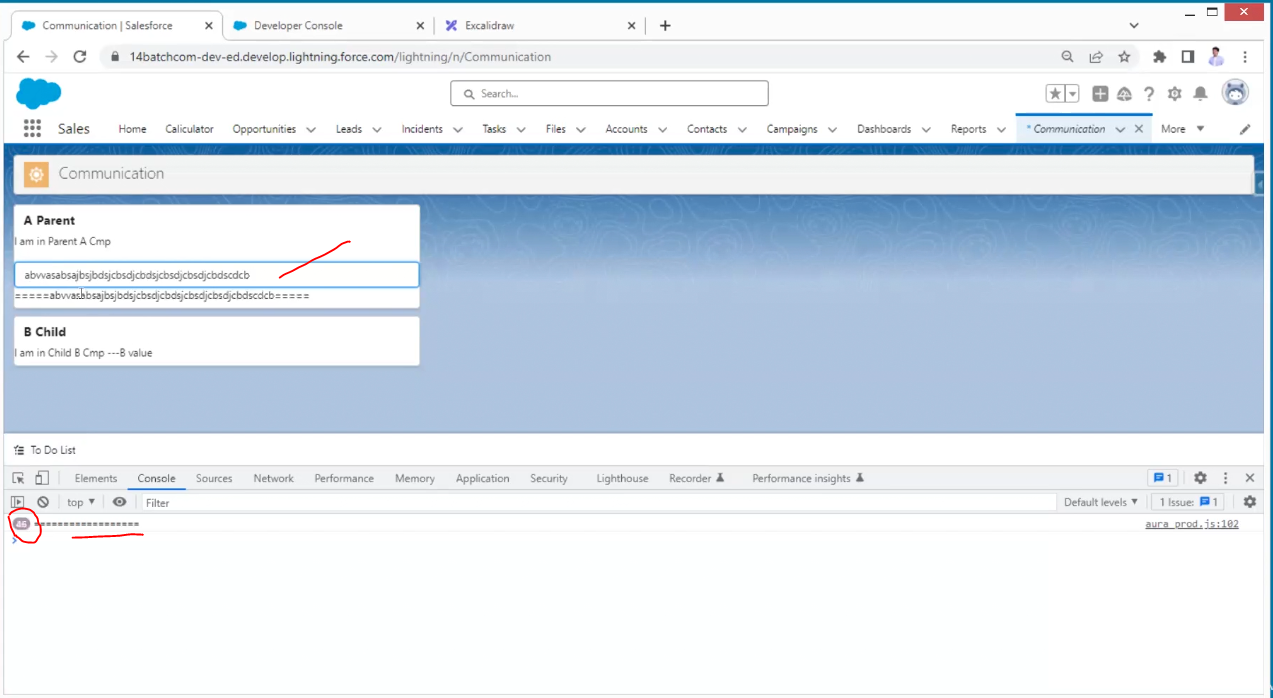 Communication | Salesforce
Developer Console
Excalidraw
14batchcom-dev-ed.develop.lightning.force.com/lightning/n/Communication
Search...
Sales Home Caliculator Opportunities Leads Incidents Tasks Files Accounts Contacts Campaigns Dashboards Reports * Communication More
Communication
A Parent
I am in Parent A Cmp
abvvasabsajbsjbdsjcbsdjcbdsjcbsdjcbsdjcbdscdcb
=====abvvasabsajbsjbdsjcbsdjcbdsjcbsdjcbsdjcbdscdcb=====
B Child
I am in Child B Cmp ---B value
To Do List
Elements Console Sources Network Performance Memory Application Security Lighthouse Recorder Performance insights 1
top Filter Default levels 1 Issue: 1
46 ================== aura_prod.js:102